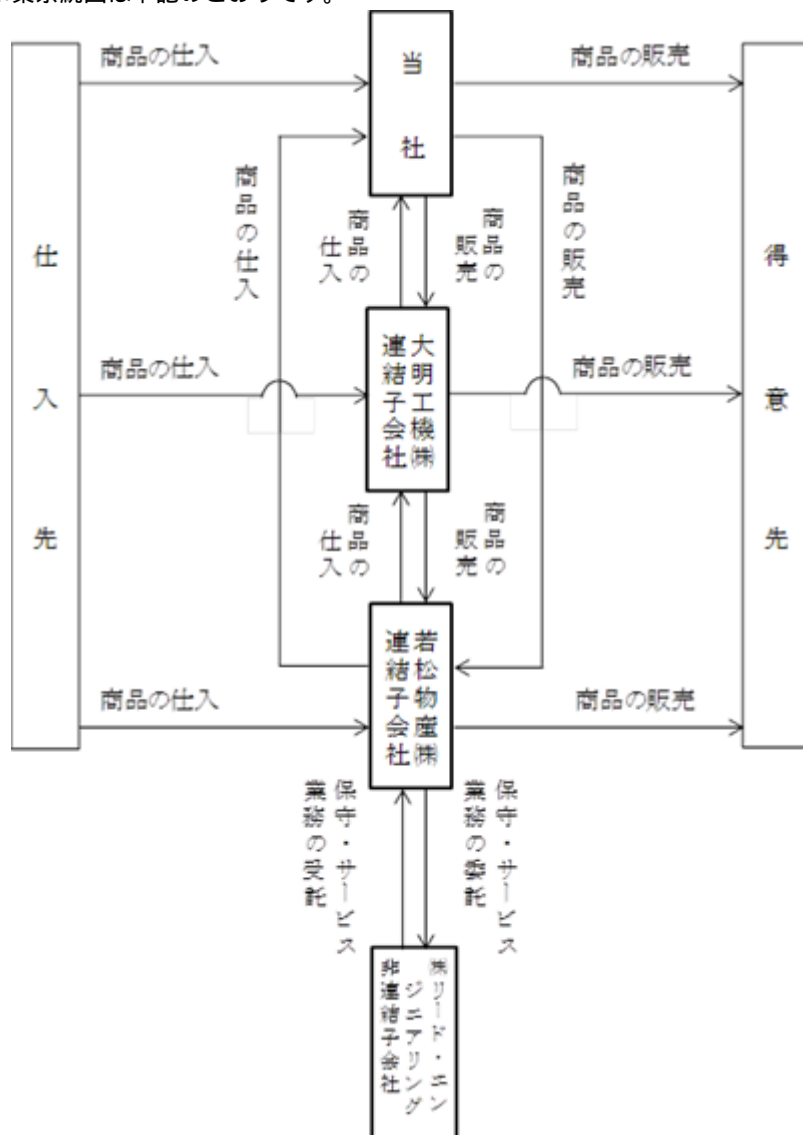 事業系統図は下記のとおりです。
商品の仕入
当社
商品の販売
仕入先
得意先
商品の仕入
商品の
仕入
商品の
販売
商品の販売
商品の仕入
大明工機㈱
連結子会社
商品の販売
商品の
仕入
商品の
販売
商品の仕入
若松物産㈱
連結子会社
商品の販売
保守・サービス
業務の受託
保守・サービス
業務の委託
㈱リード・エン
ジニアリング
非連結子会社